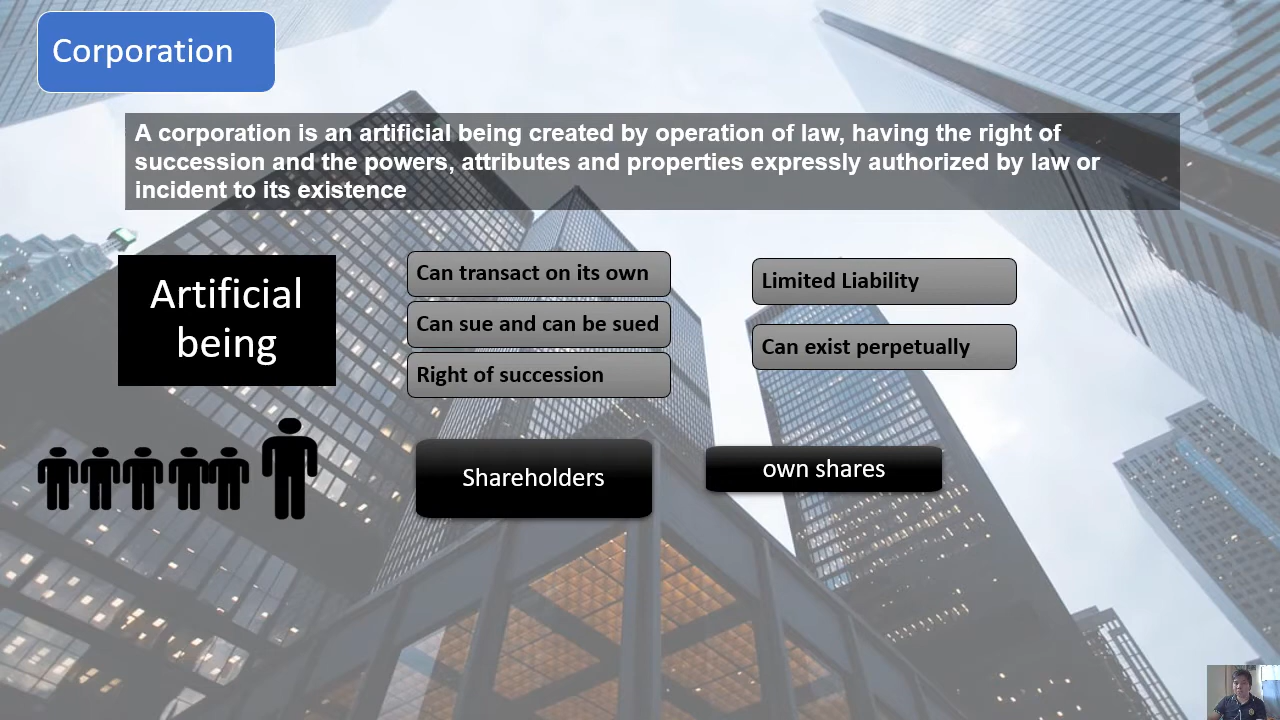 Corporation
A corporation is an artificial being created by operation of law, having the right of
succession and the powers, attributes and properties expressly authorized by law or
incident to its existence
Artificial
being
Can transact on its own
Can sue and can be sued
Right of succession
Limited Liability
Can exist perpetually
Shareholders
own shares